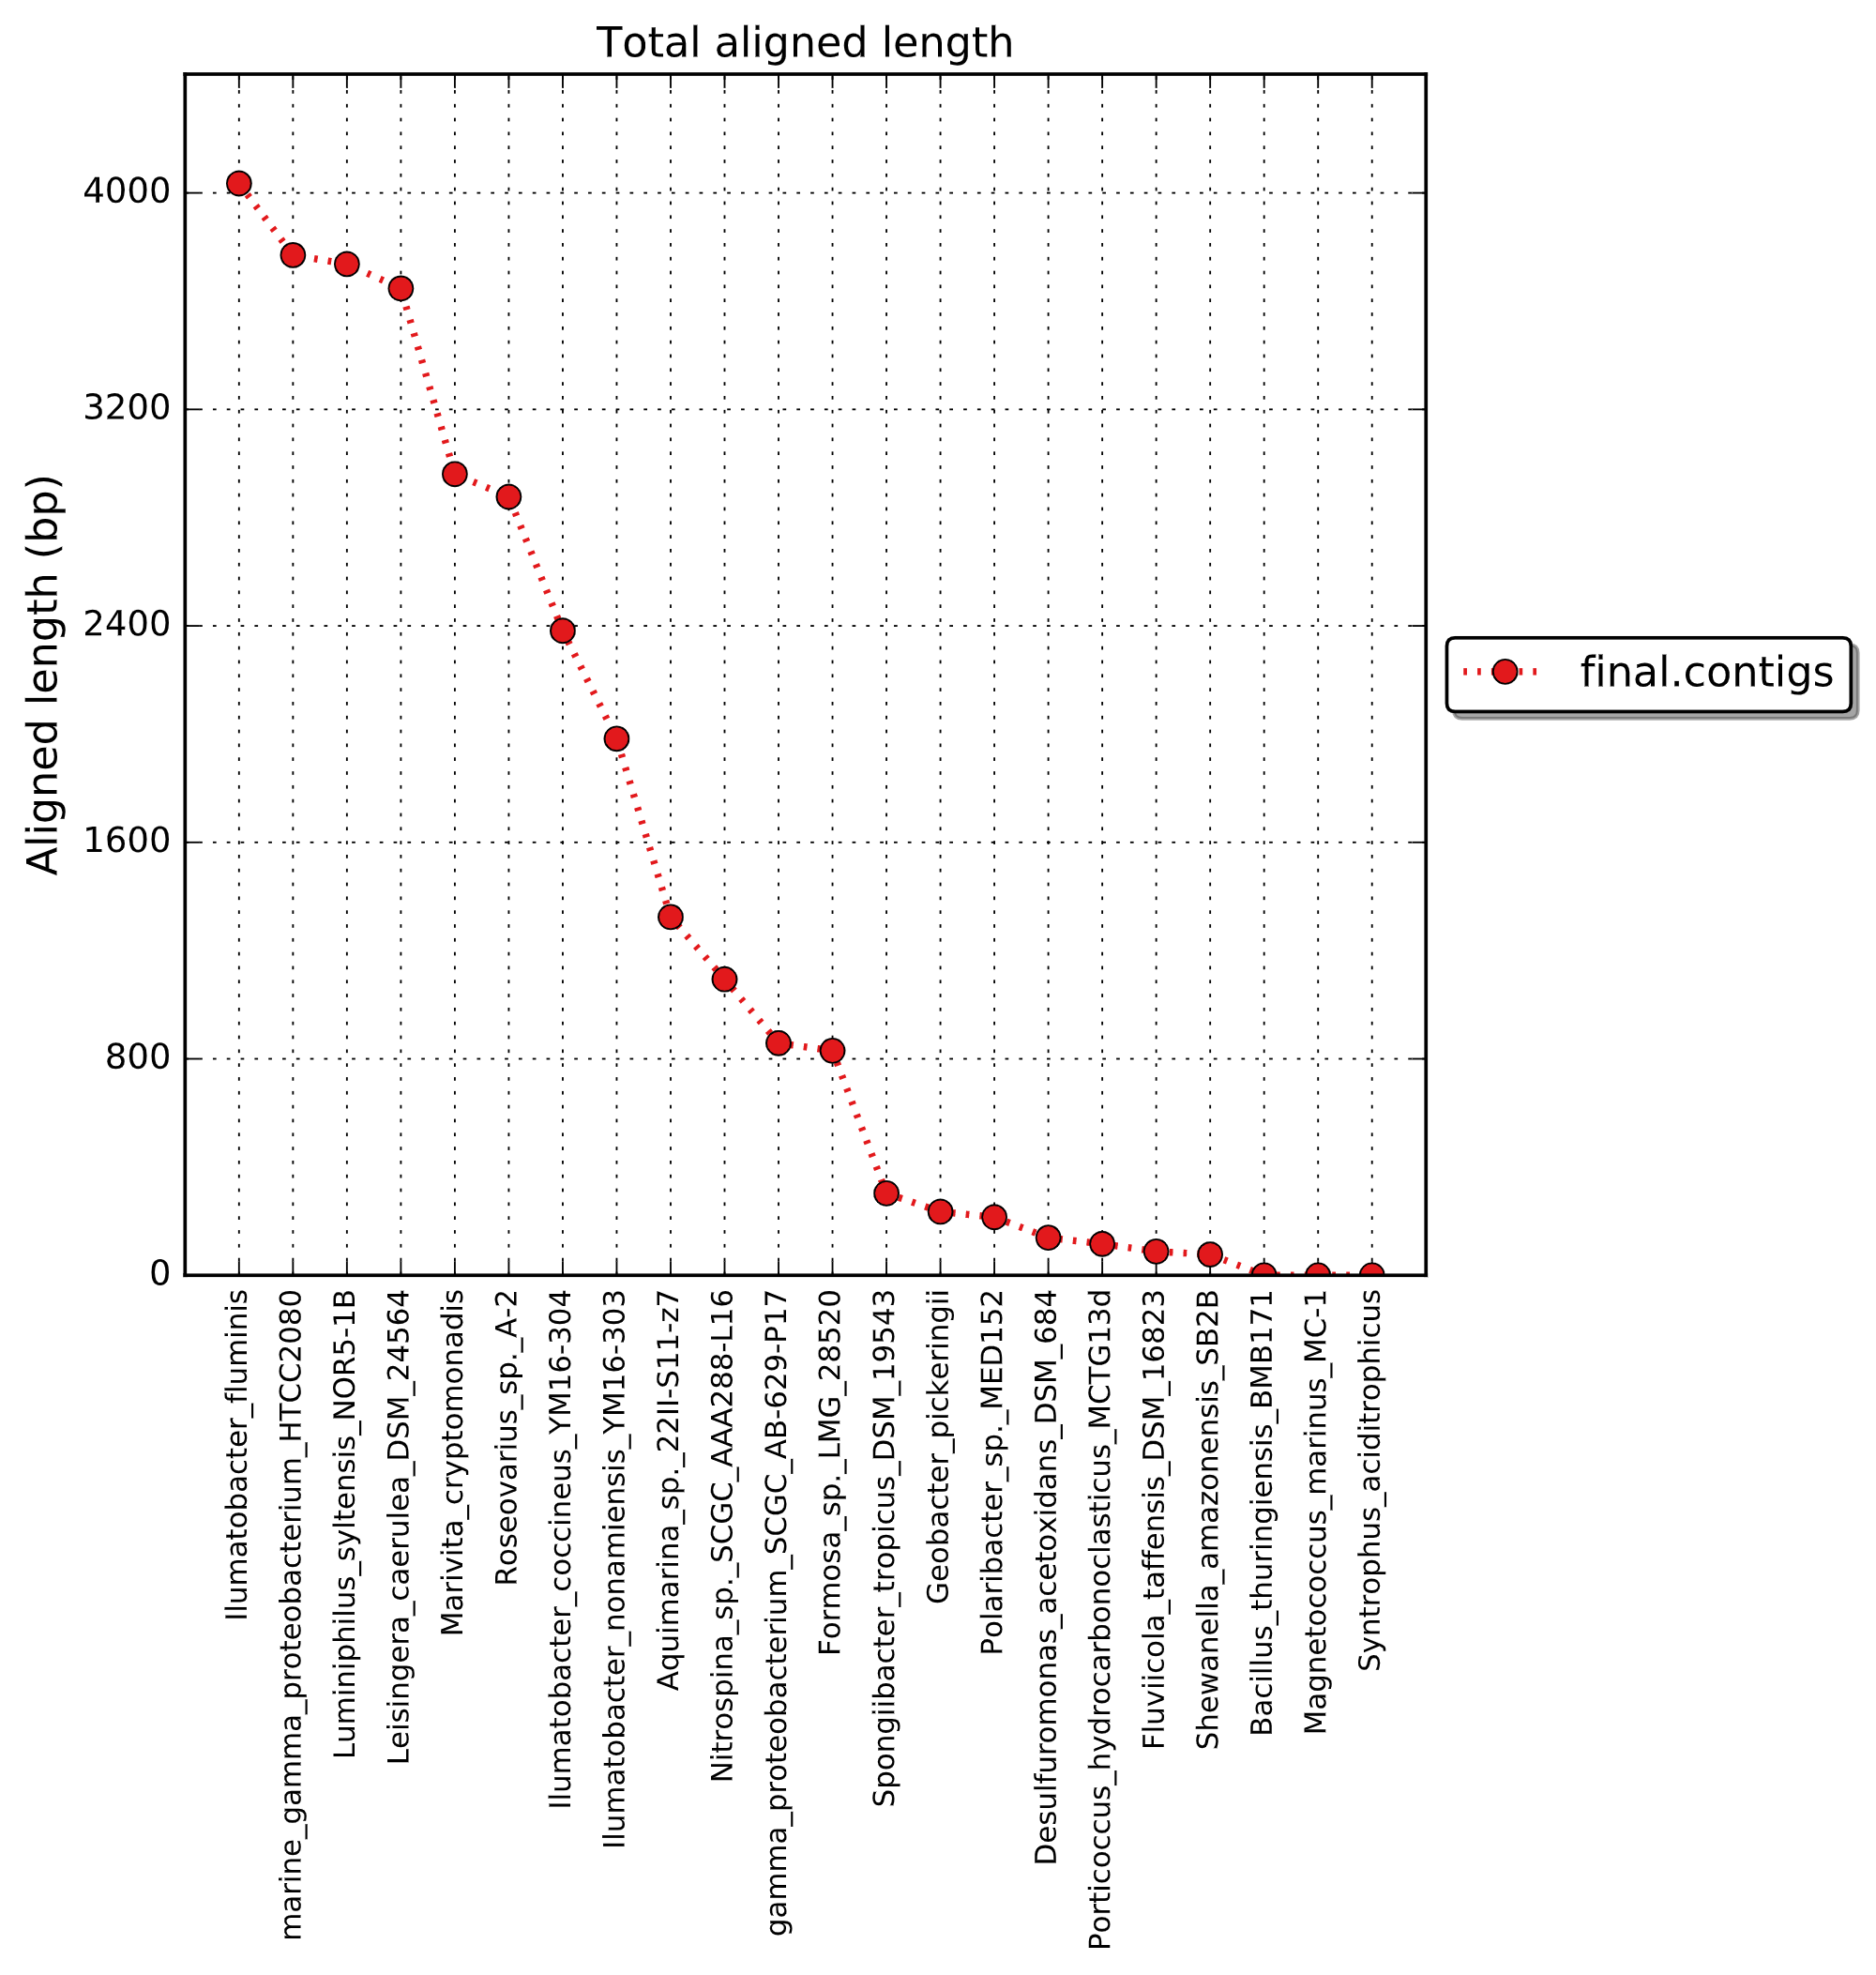 Total aligned length
Aligned length (bp)
4000
3200
2400
1600
800
0
final.contigs
Ilumatobacter_fluminis
marine_gamma_proteobacterium_HTCC2080
Luminiphilus_syltensis_NOR5-1B
Leisingera_caerulea_DSM_24564
Marivita_cryptomonadis
Roseovarius_sp._A-2
Ilumatobacter_coccineus_YM16-304
Ilumatobacter_nonamiensis_YM16-303
Aquimarina_sp._22II-S11-z7
Nitrospina_sp._SCGC_AAA288-L16
gamma_proteobacterium_SCGC_AB-629-P17
Formosa_sp._LMG_28520
Spongiibacter_tropicus_DSM_19543
Geobacter_pickeringii
Polaribacter_sp._MED152
Desulfuromonas_acetoxidans_DSM_684
Porticoccus_hydrocarbonoclasticus_MCTG13d
Fluviicola_taffensis_DSM_16823
Shewanella_amazonensis_SB2B
Bacillus_thuringiensis_BMB171
Magnetococcus_marinus_MC-1
Syntrophus_aciditrophicus